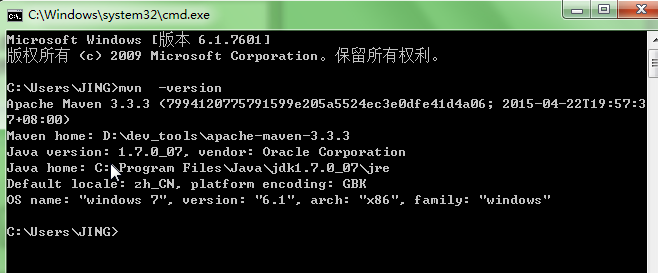 C:\Windows\system32\cmd.exe
Microsoft Windows [版本 6.1.7601]
版权所有 (c) 2009 Microsoft Corporation。保留所有权利。
C:\Users\JING>mvn  -version
Apache Maven 3.3.3 (7994120775791599e205a5524ec3e0dfe41d4a06; 2015-04-22T19:57:3
7+08:00)
Maven home: D:\dev_tools\apache-maven-3.3.3
Java version: 1.7.0_07, vendor: Oracle Corporation
Java home: C:\Program Files\Java\jdk1.7.0_07\jre
Default locale: zh_CN, platform encoding: GBK
OS name: "windows 7", version: "6.1", arch: "x86", family: "windows"
C:\Users\JING>